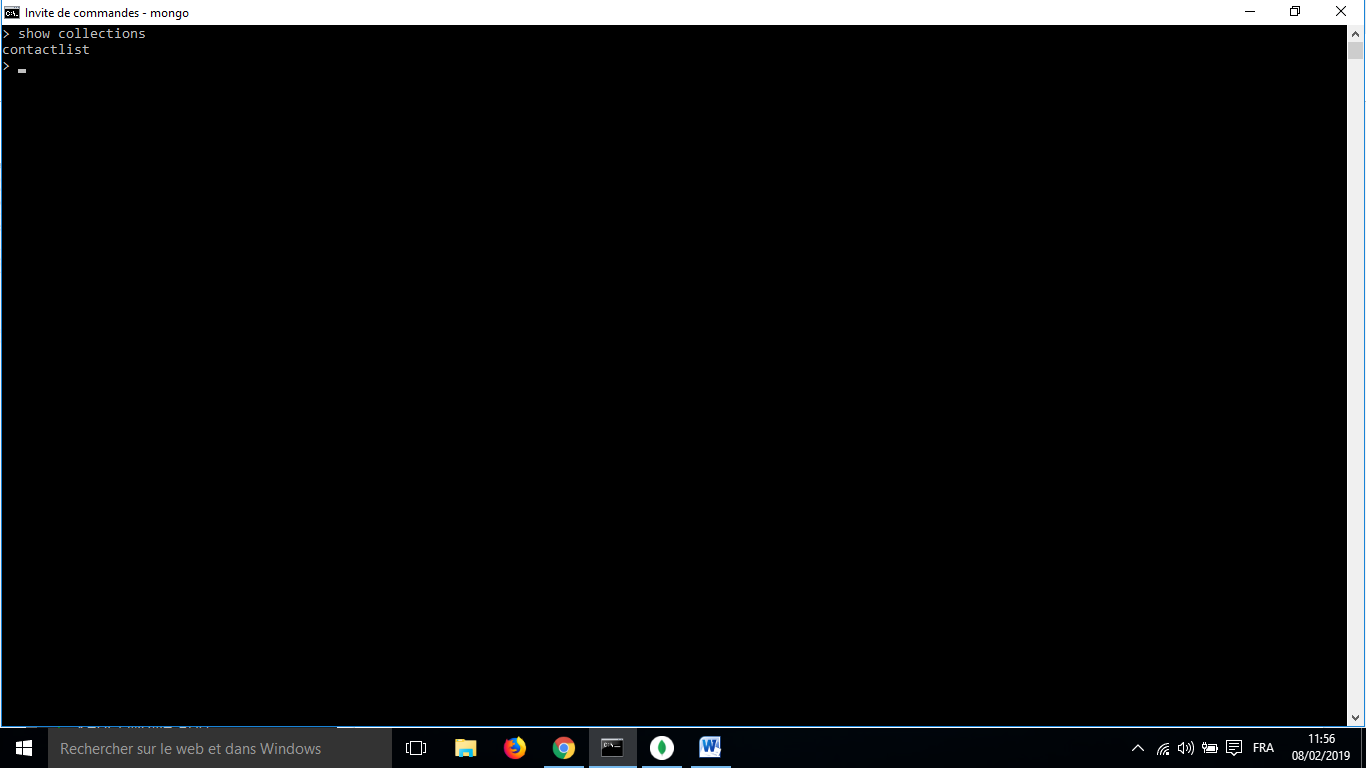 Invite de commandes - mongo
> show collections
contactlist
>
Rechercher sur le web et dans Windows
FRA
11:56
08/02/2019